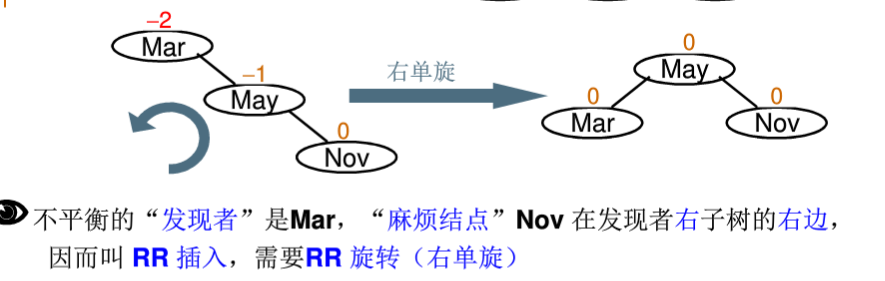 −2
Mar
−1
May
0
Nov
右单旋
0
May
0
Mar
0
Nov
不平衡的“发现者”是Mar，“麻烦结点”Nov 在发现者右子树的右边，
因而叫 RR 插入，需要RR 旋转（右单旋）